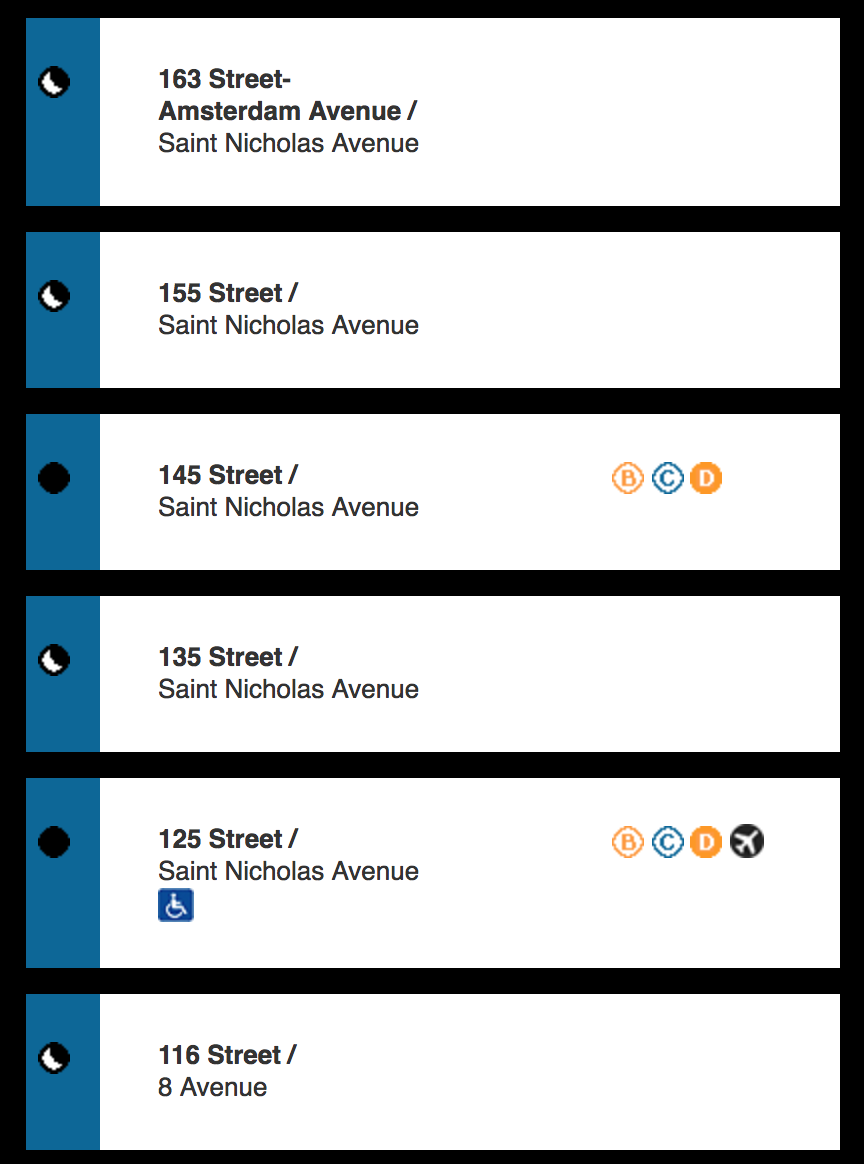 163 Street-
Amsterdam Avenue /
Saint Nicholas Avenue
155 Street /
Saint Nicholas Avenue
145 Street / B C D
Saint Nicholas Avenue
135 Street /
Saint Nicholas Avenue
125 Street / B C D
Saint Nicholas Avenue
116 Street /
8 Avenue